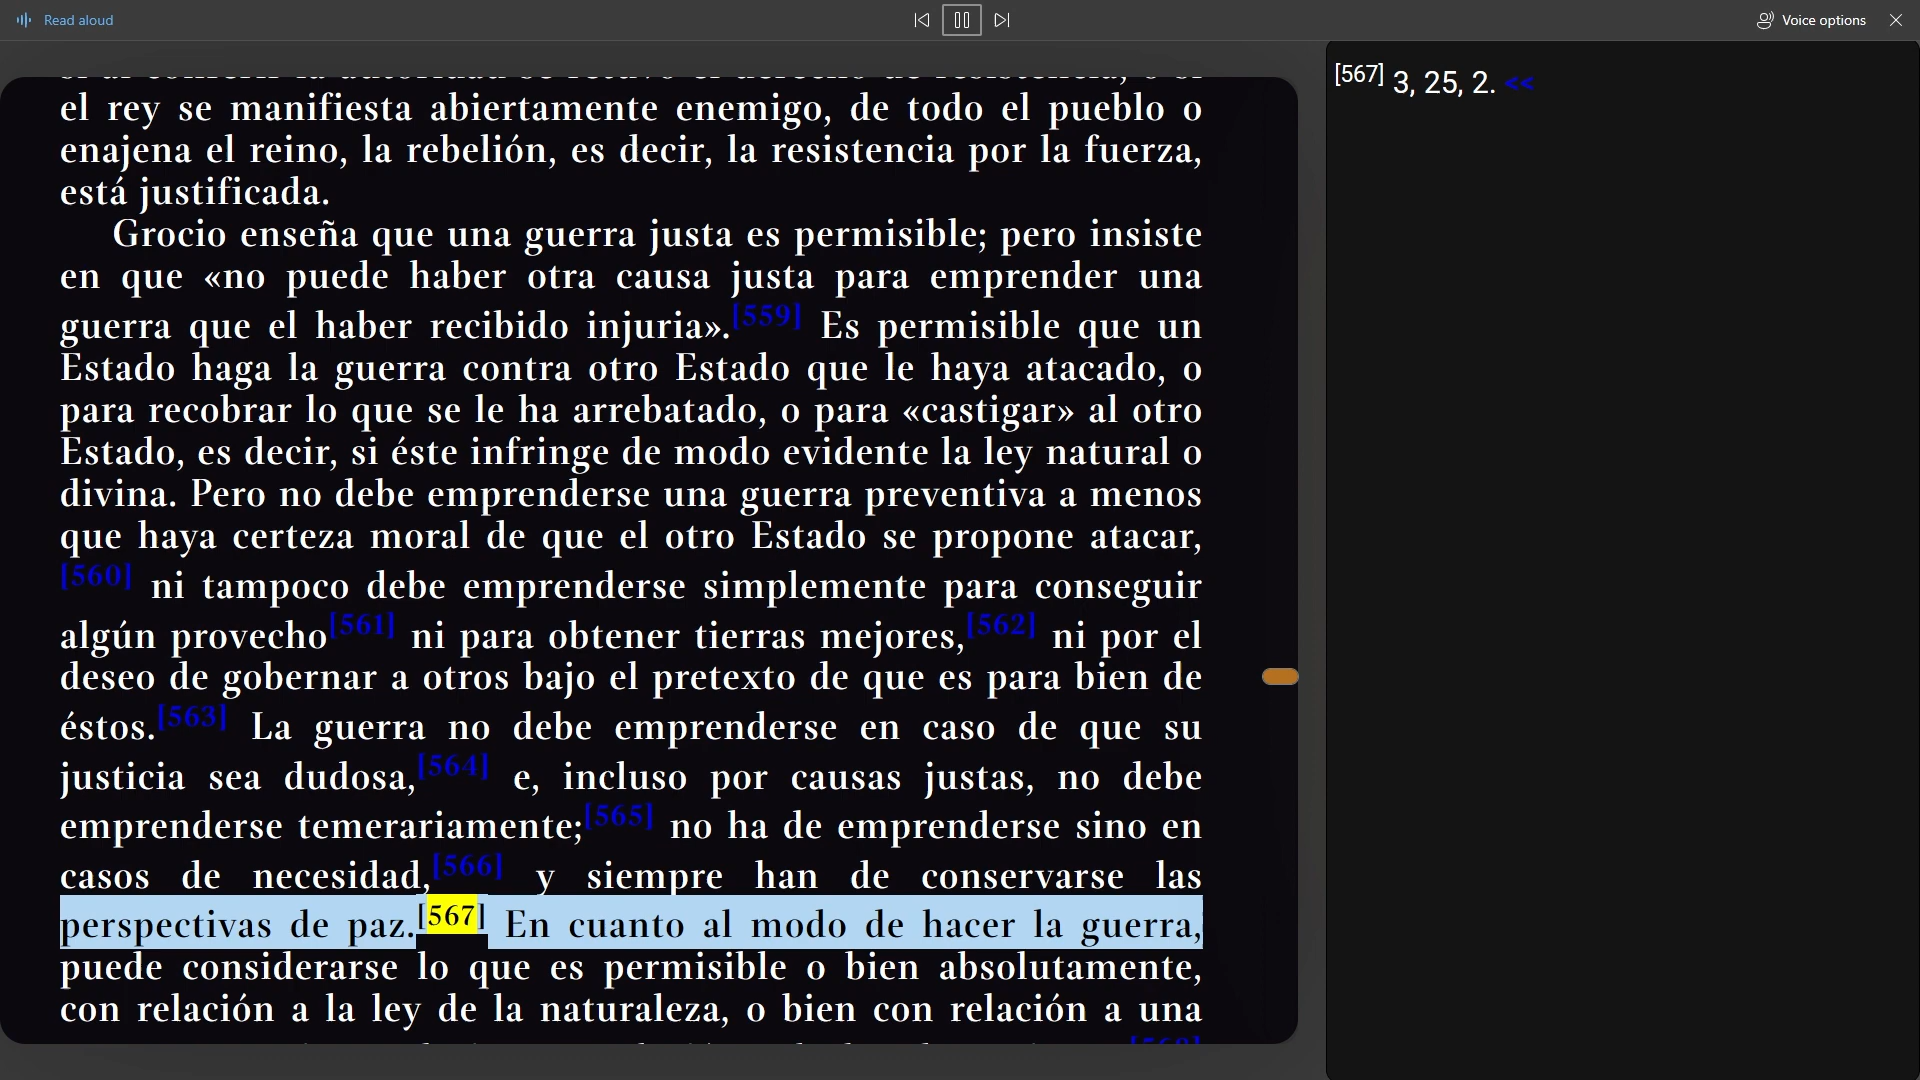 Read aloud
Voice options
el rey se manifiesta abiertamente enemigo, de todo el pueblo o
enajena el reino, la rebelión, es decir, la resistencia por la fuerza,
está justificada.
Grocio enseña que una guerra justa es permisible; pero insiste
en que «no puede haber otra causa justa para emprender una
guerra que el haber recibido injuria».[559] Es permisible que un
Estado haga la guerra contra otro Estado que le haya atacado, o
para recobrar lo que se le ha arrebatado, o para «castigar» al otro
Estado, es decir, si éste infringe de modo evidente la ley natural o
divina. Pero no debe emprenderse una guerra preventiva a menos
que haya certeza moral de que el otro Estado se propone atacar,
[560] ni tampoco debe emprenderse simplemente para conseguir
algún provecho[561] ni para obtener tierras mejores,[562] ni por el
deseo de gobernar a otros bajo el pretexto de que es para bien de
éstos.[563] La guerra no debe emprenderse en caso de que su
justicia sea dudosa,[564] e, incluso por causas justas, no debe
emprenderse temerariamente;[565] no ha de emprenderse sino en
casos de necesidad,[566] y siempre han de conservarse las
perspectivas de paz.[567] En cuanto al modo de hacer la guerra,
puede considerarse lo que es permisible o bien absolutamente,
con relación a la ley de la naturaleza, o bien con relación a una
[567] 3, 25, 2. <<